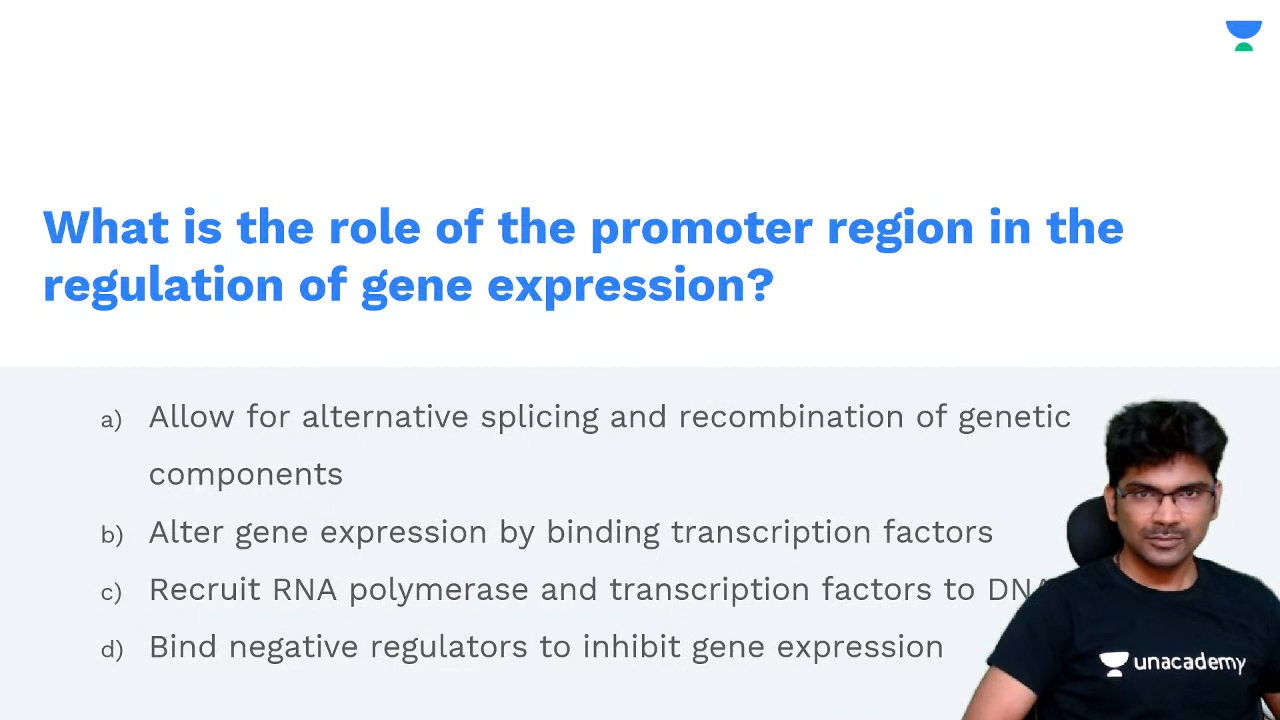 What is the role of the promoter region in the
regulation of gene expression?
a) Allow for alternative splicing and recombination of genetic
components
b) Alter gene expression by binding transcription factors
c) Recruit RNA polymerase and transcription factors to DNA
d) Bind negative regulators to inhibit gene expression
unacademy